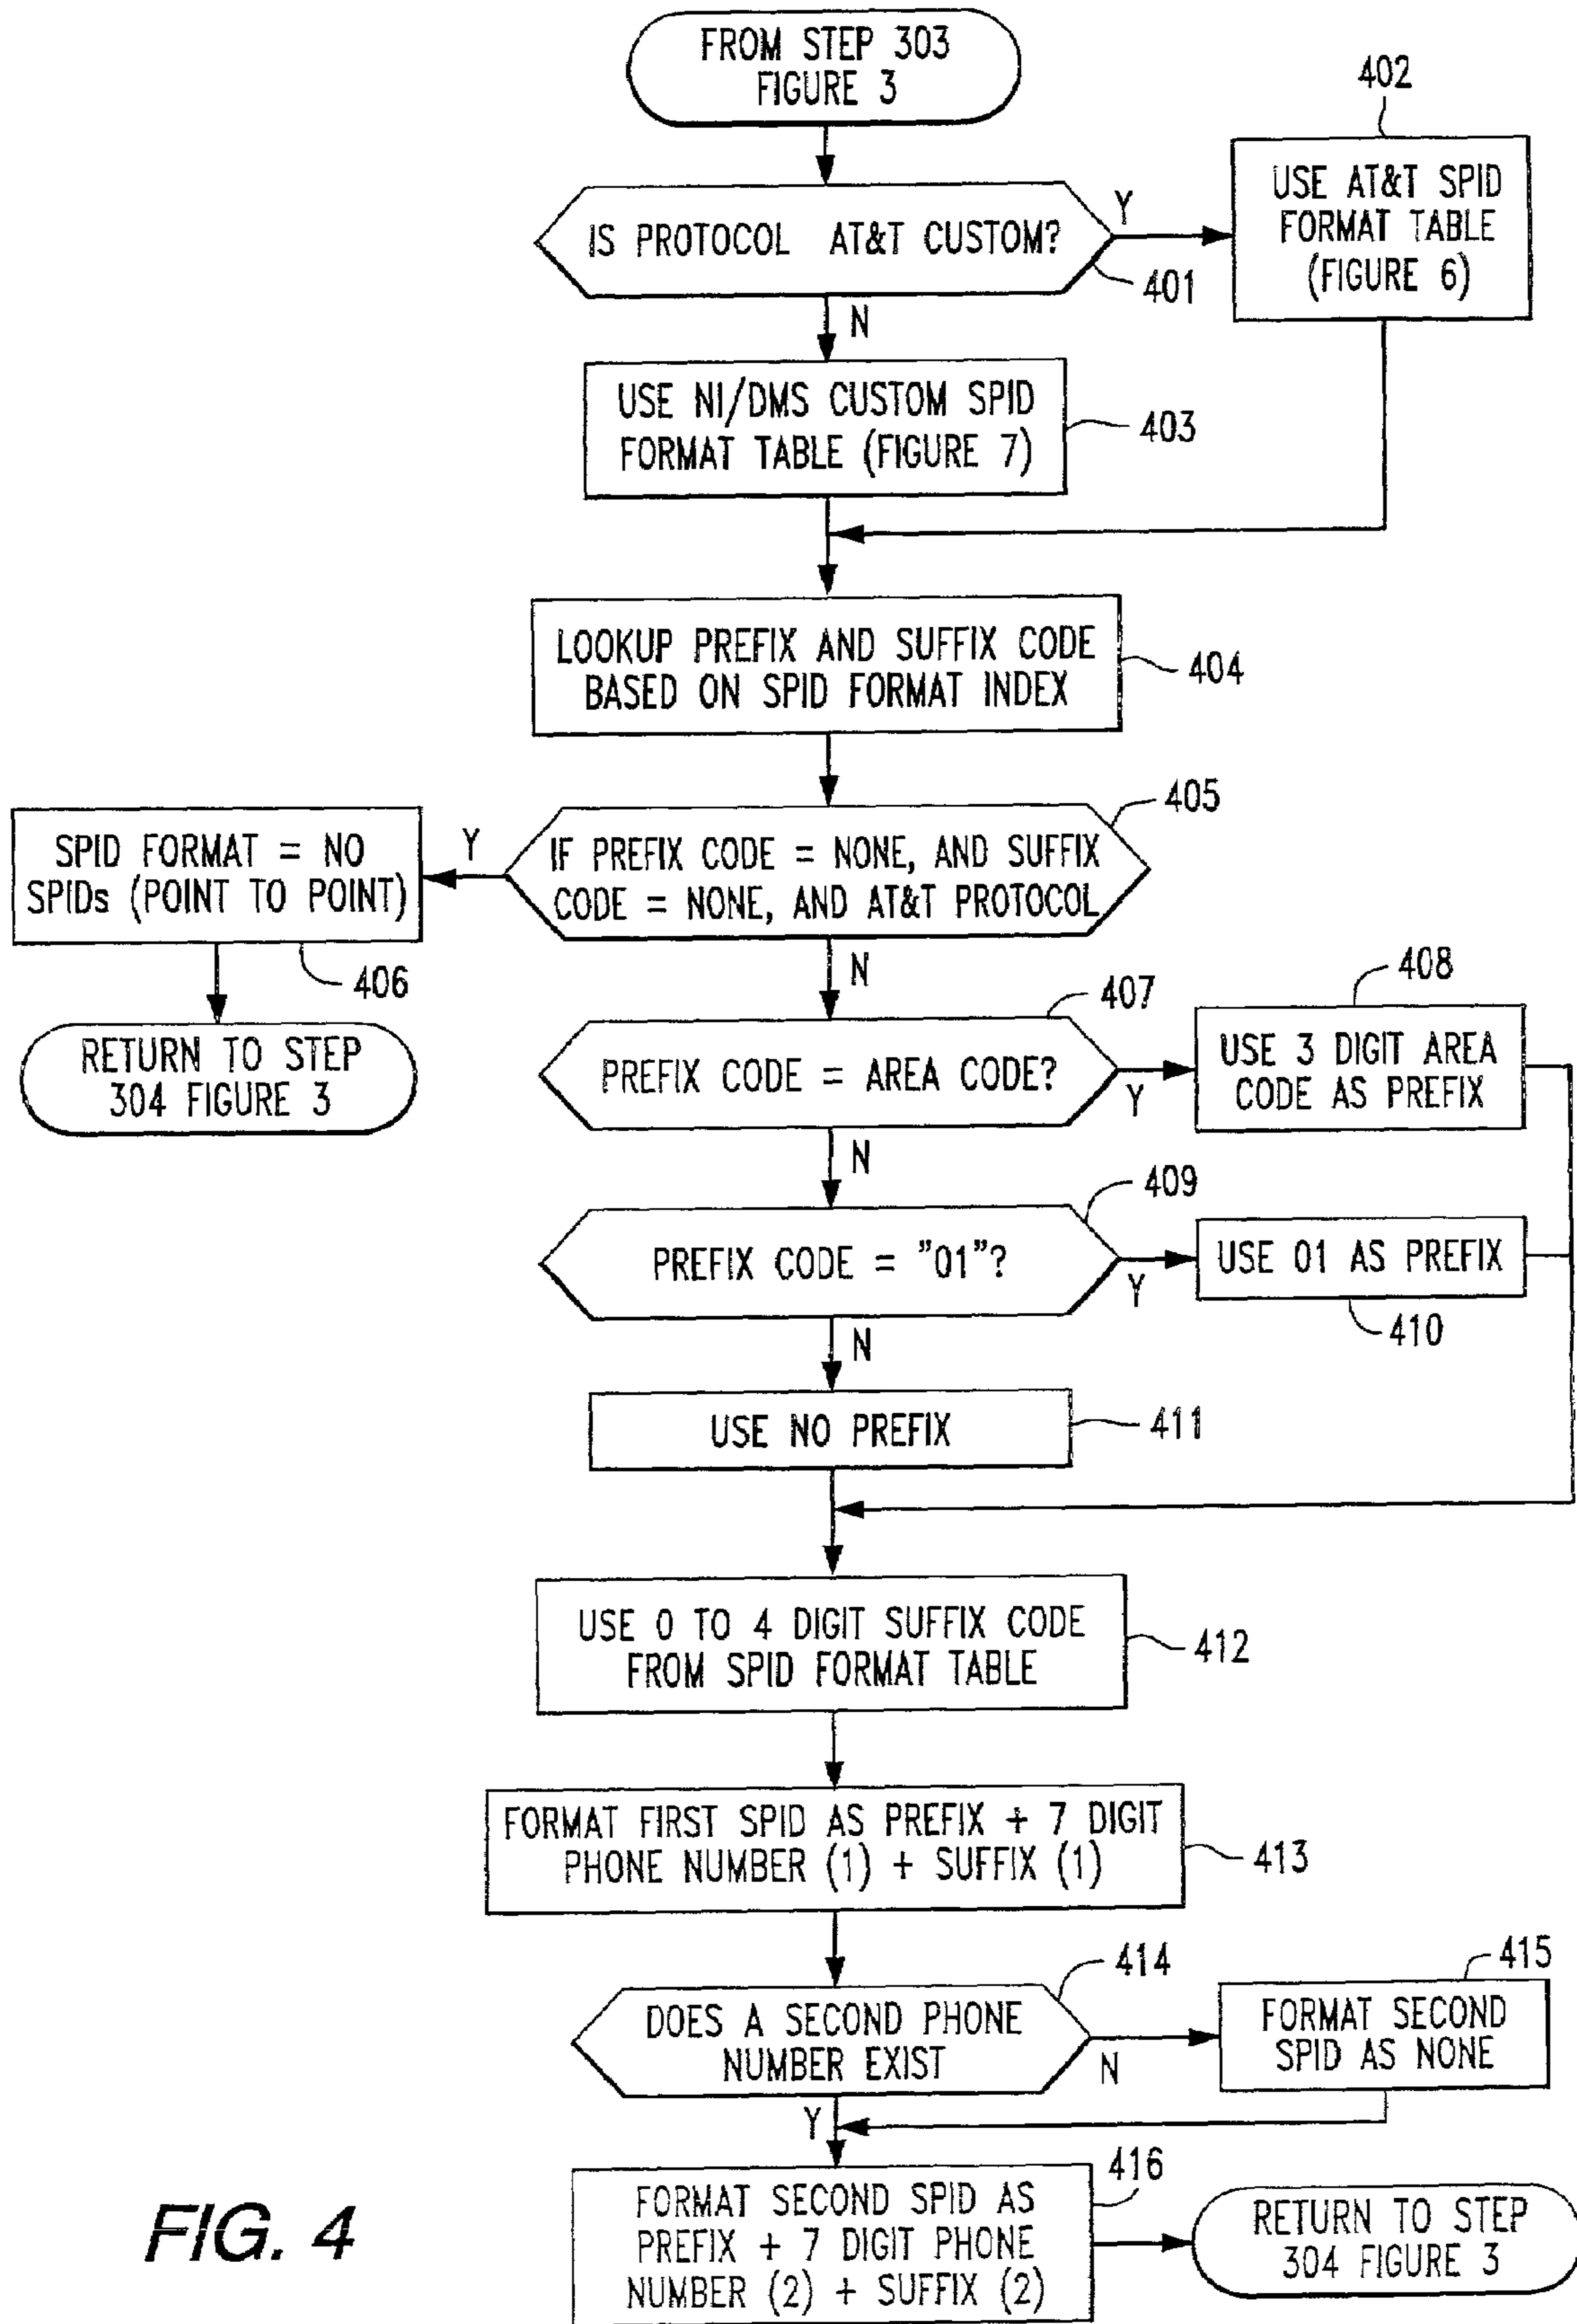 FROM STEP 303
FIGURE 3
402
IS PROTOCOL AT&T CUSTOM?
Y
401
USE AT&T SPID
FORMAT TABLE
(FIGURE 6)
N
USE NI/DMS CUSTOM SPID
FORMAT TABLE (FIGURE 7)
403
LOOKUP PREFIX AND SUFFIX CODE
BASED ON SPID FORMAT INDEX
404
405
IF PREFIX CODE = NONE, AND SUFFIX
CODE = NONE, AND AT&T PROTOCOL
Y
SPID FORMAT = NO
SPIDs (POINT TO POINT)
406
RETURN TO STEP
304 FIGURE 3
N
407
PREFIX CODE = AREA CODE?
Y
408
USE 3 DIGIT AREA
CODE AS PREFIX
N
409
PREFIX CODE = "01"?
Y
USE 01 AS PREFIX
410
N
USE NO PREFIX
411
USE 0 TO 4 DIGIT SUFFIX CODE
FROM SPID FORMAT TABLE
412
FORMAT FIRST SPID AS PREFIX + 7 DIGIT
PHONE NUMBER (1) + SUFFIX (1)
413
414
DOES A SECOND PHONE
NUMBER EXIST
N
415
FORMAT SECOND
SPID AS NONE
Y
416
FORMAT SECOND SPID AS
PREFIX + 7 DIGIT PHONE
NUMBER (2) + SUFFIX (2)
RETURN TO STEP
304 FIGURE 3
FIG. 4